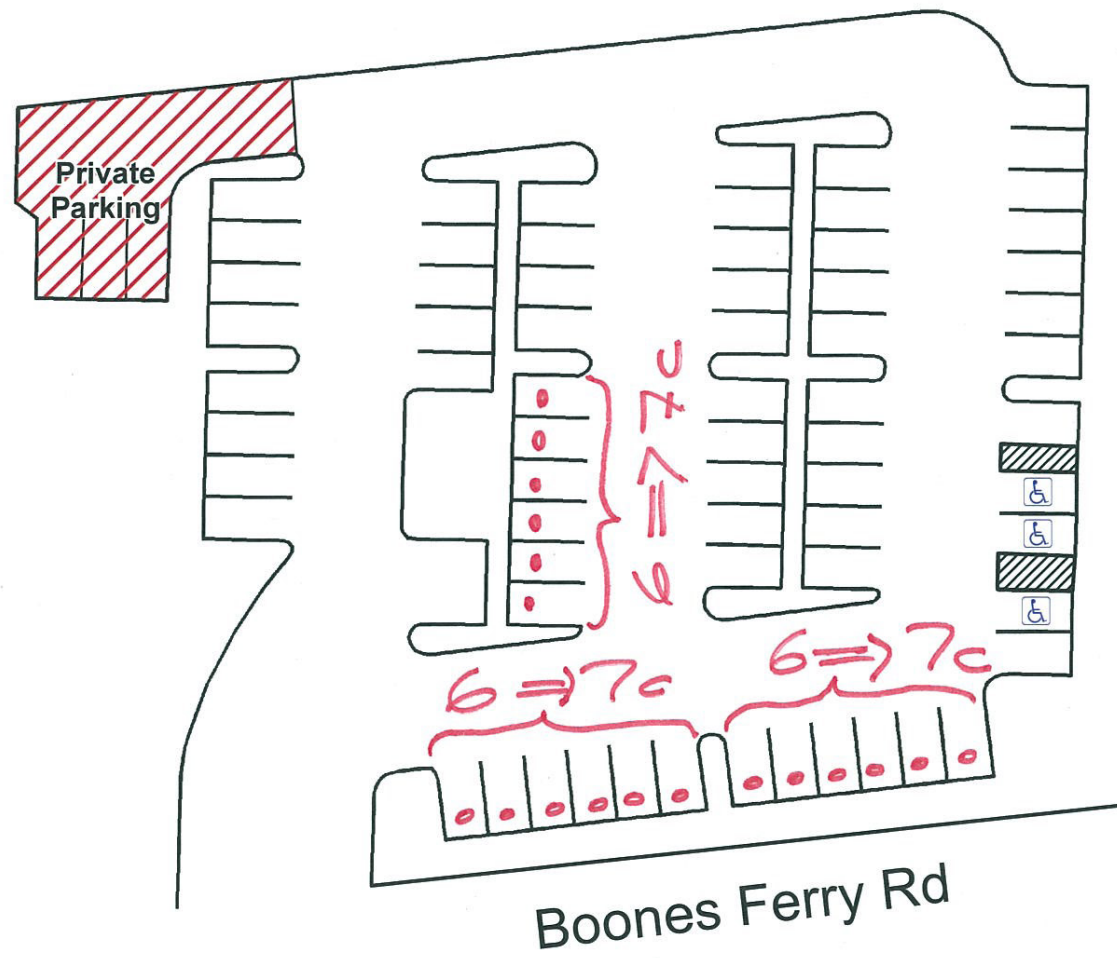 Private
Parking
6 => 7c
6 => 7c
6 => 7c
Boones Ferry Rd